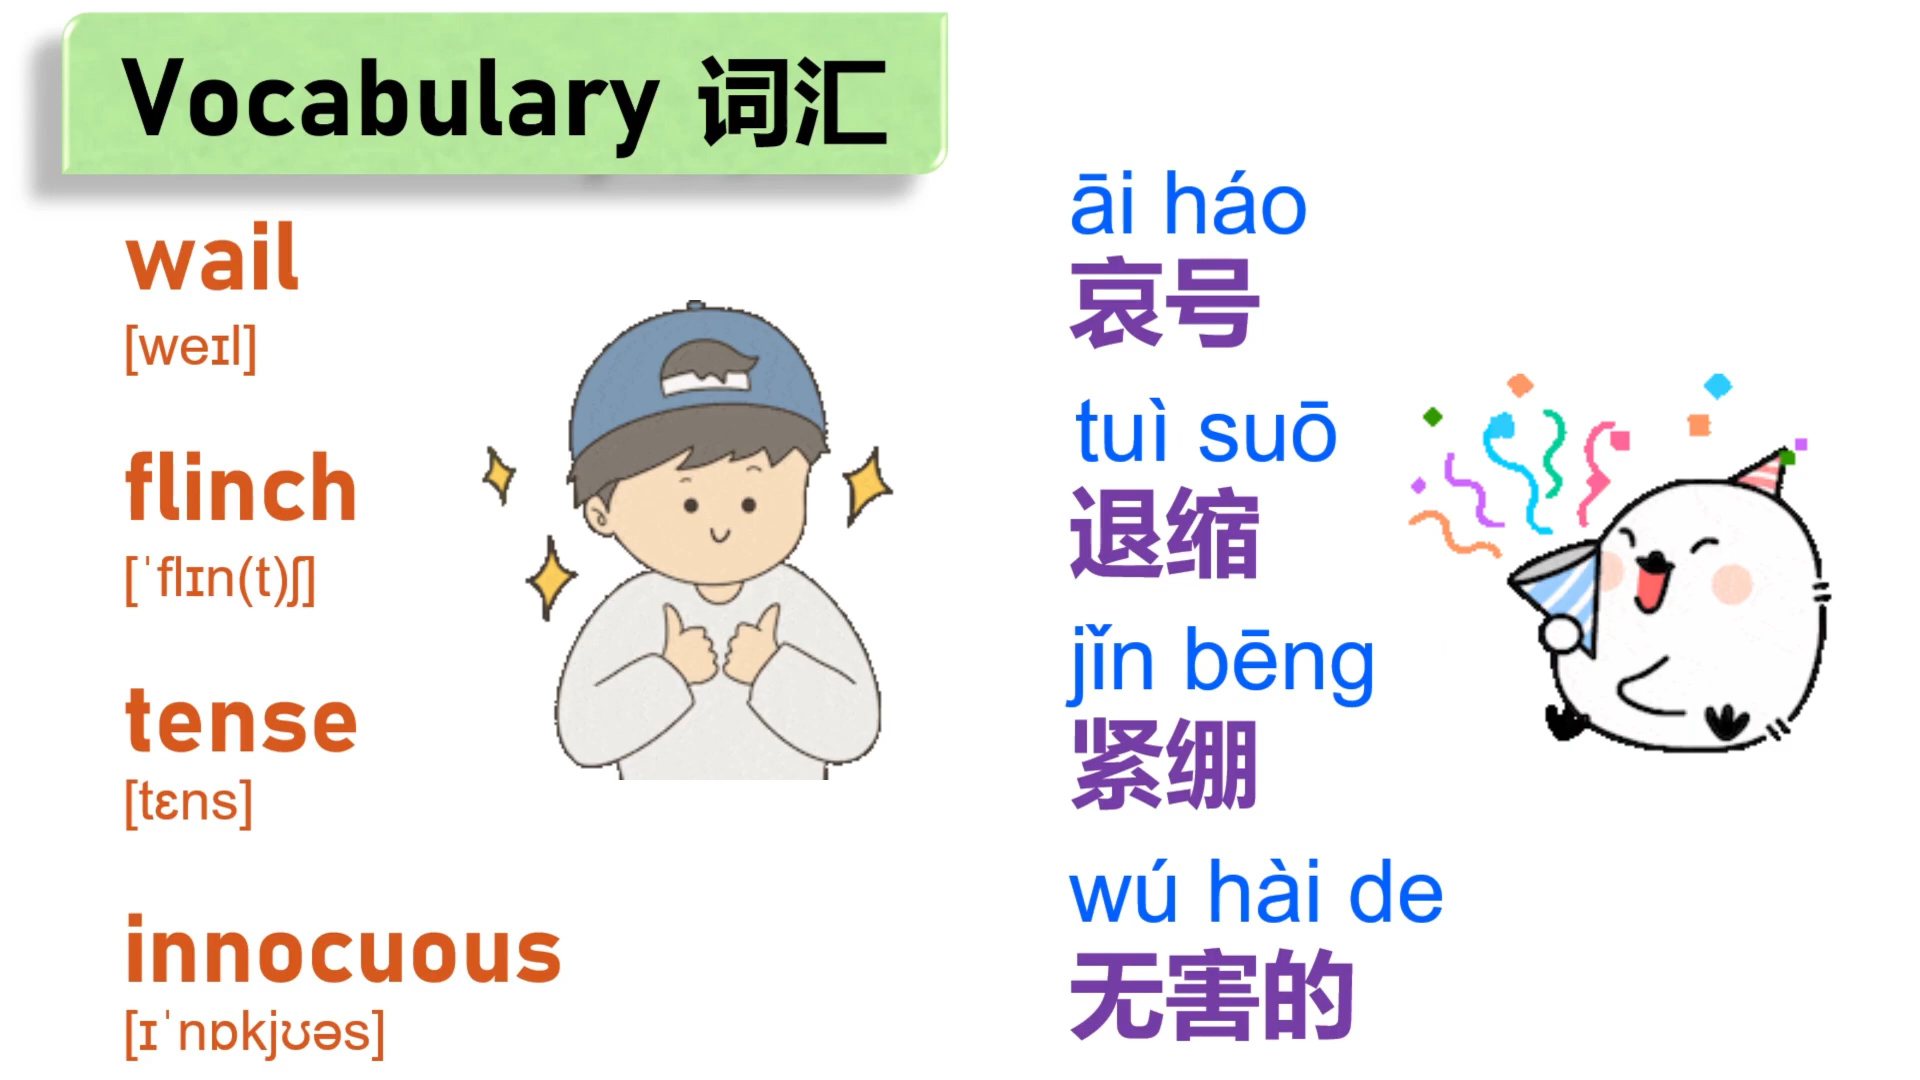 Vocabulary 词汇
wail
[weɪl]
flinch
[ˈflɪn(t)ʃ]
tense
[tɛns]
innocuous
[ɪˈnɒkjʊəs]
āi háo
哀号
tuì suō
退缩
jǐn bēng
紧绷
wú hài de
无害的